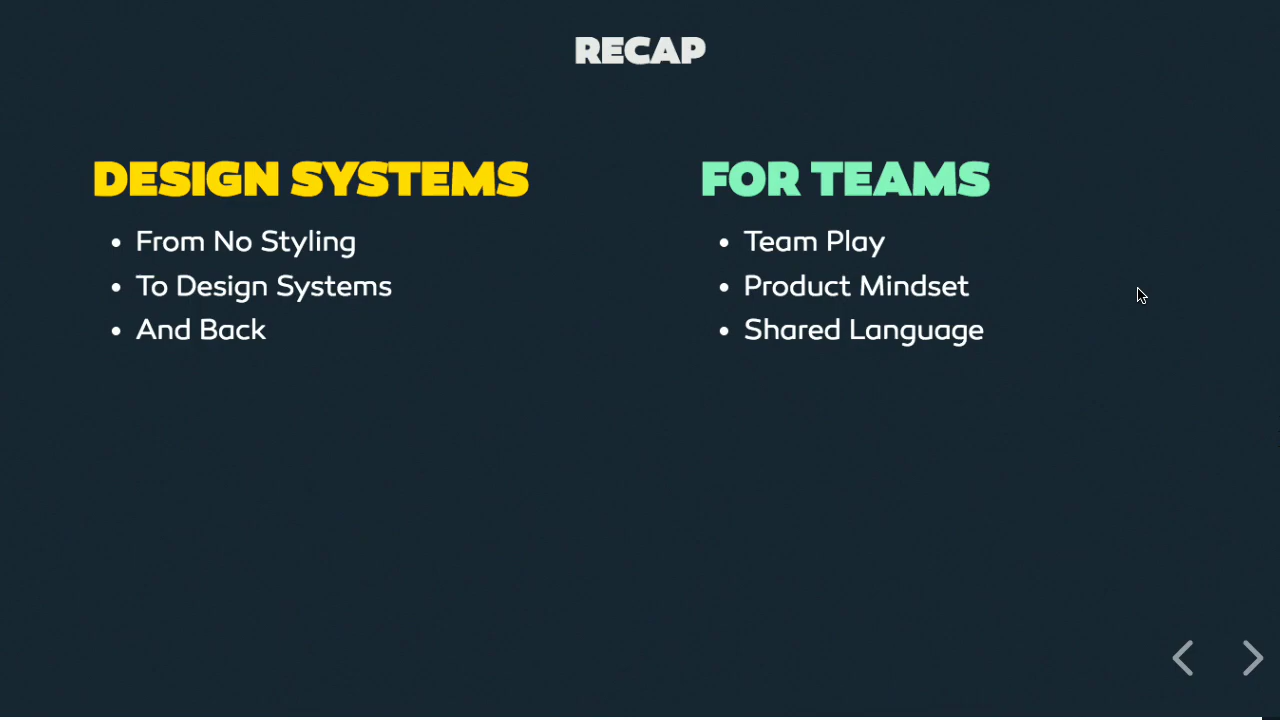 RECAP
DESIGN SYSTEMS
• From No Styling
• To Design Systems
• And Back
FOR TEAMS
• Team Play
• Product Mindset
• Shared Language